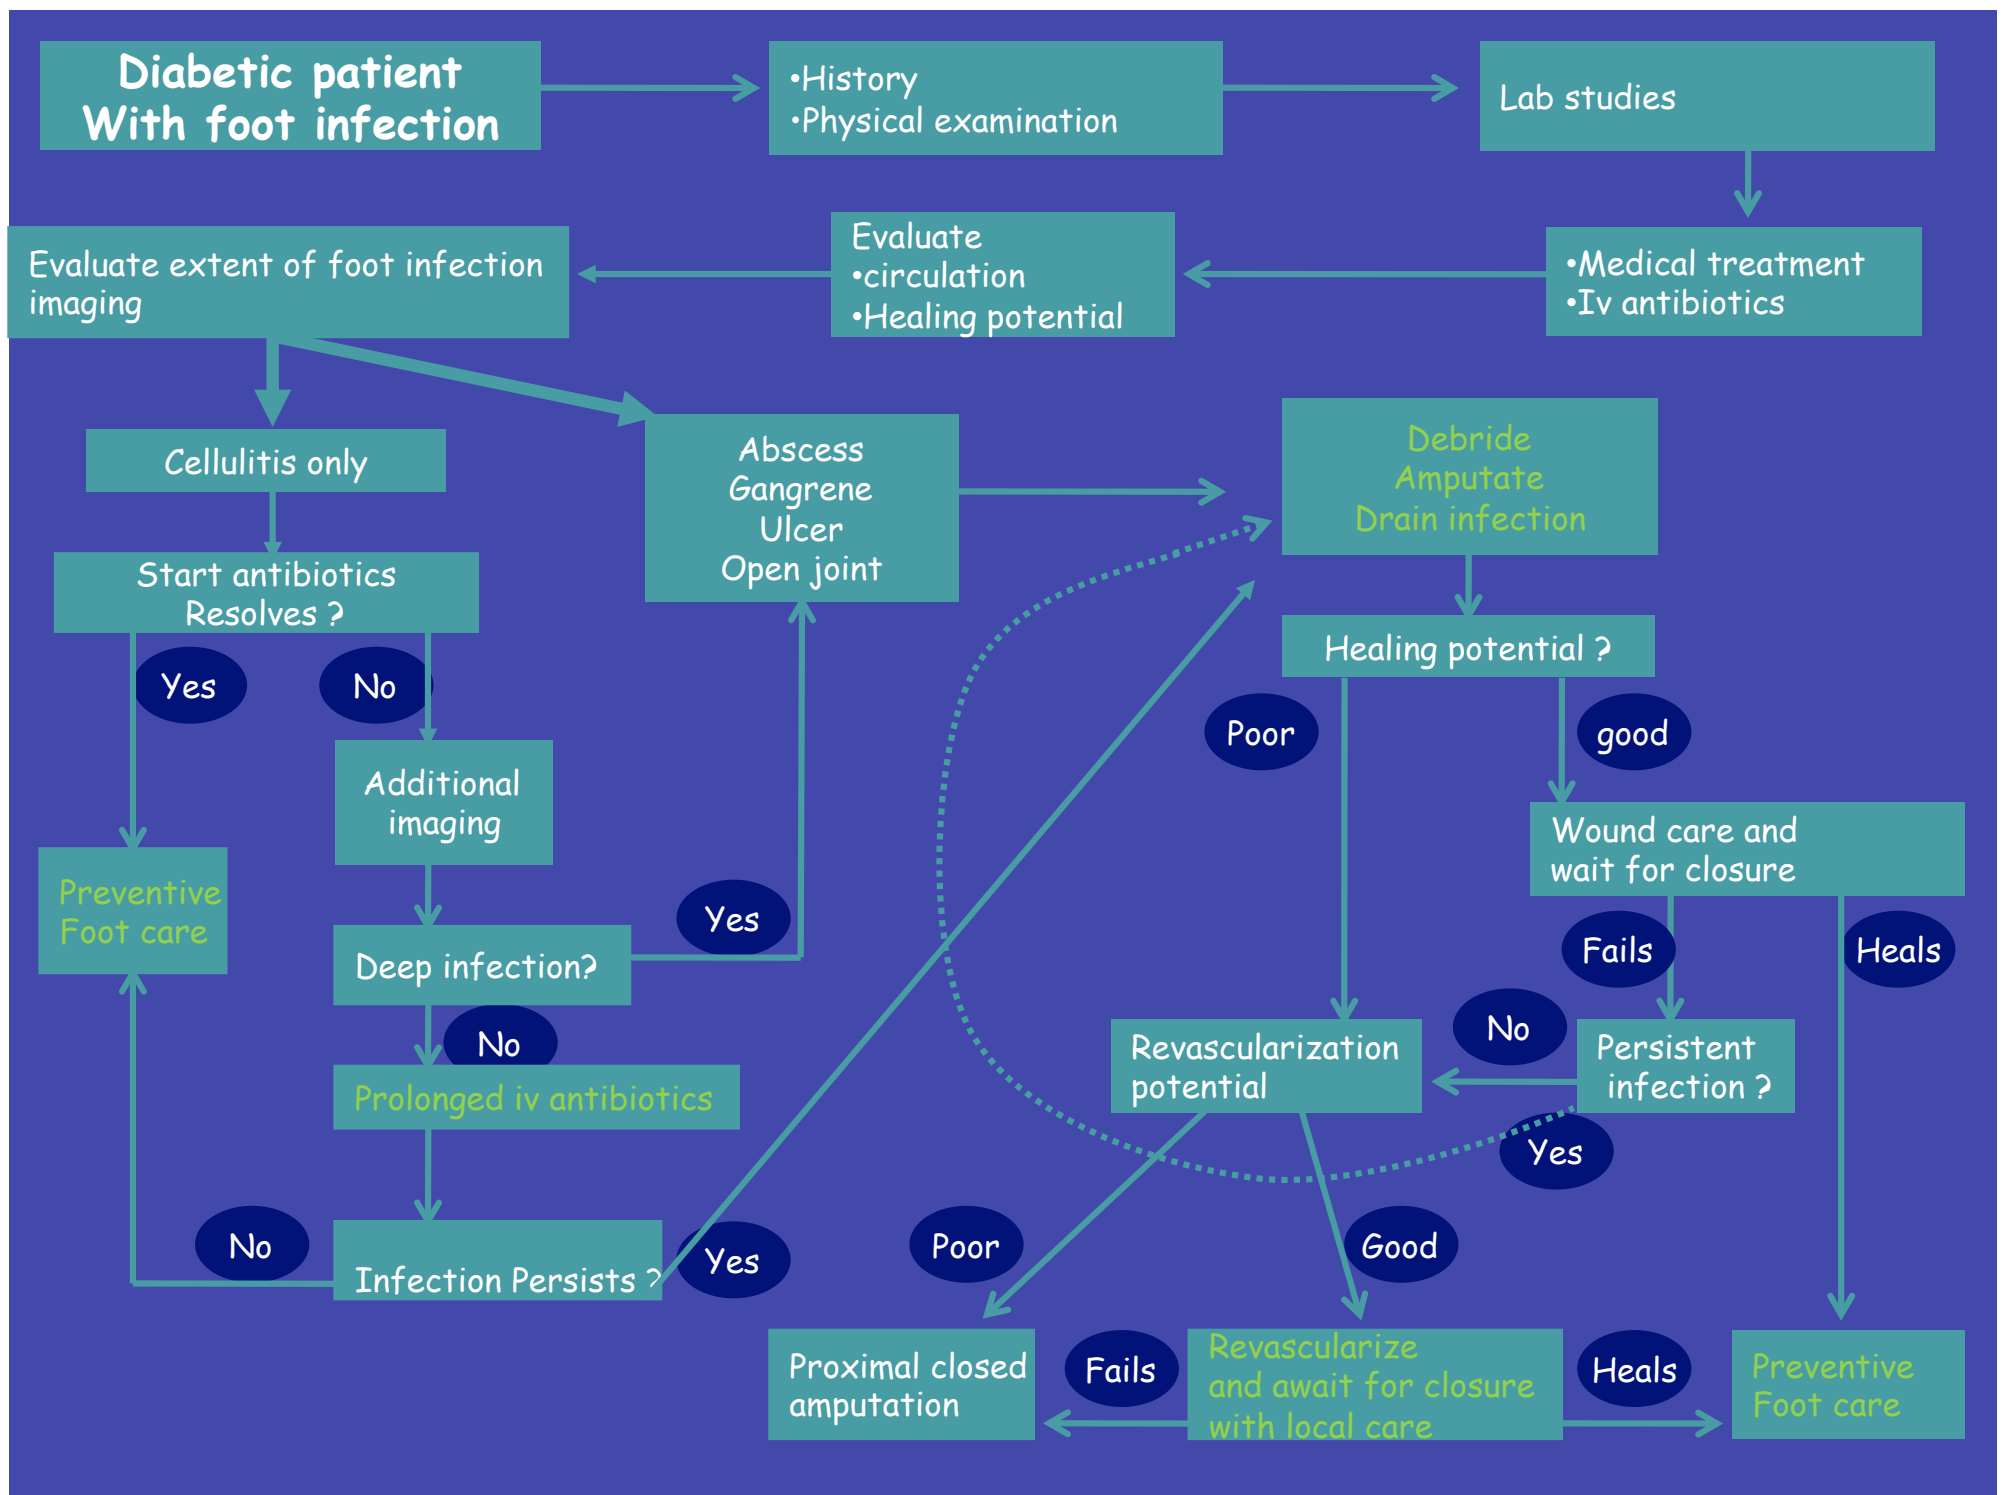 Diabetic patient
With foot infection
•History
•Physical examination
Lab studies
Evaluate extent of foot infection
imaging
Evaluate
•circulation
•Healing potential
•Medical treatment
•Iv antibiotics
Cellulitis only
Abscess
Gangrene
Ulcer
Open joint
Debride
Amputate
Drain infection
Start antibiotics
Resolves ?
Healing potential ?
Yes
No
Poor
good
Additional
imaging
Wound care and
wait for closure
Preventive
Foot care
Yes
Deep infection?
Fails
Heals
No
No
Revascularization
potential
Persistent
infection ?
Prolonged iv antibiotics
Yes
No
Infection Persists ?
Yes
Poor
Good
Proximal closed
amputation
Fails
Revascularize
and await for closure
with local care
Heals
Preventive
Foot care